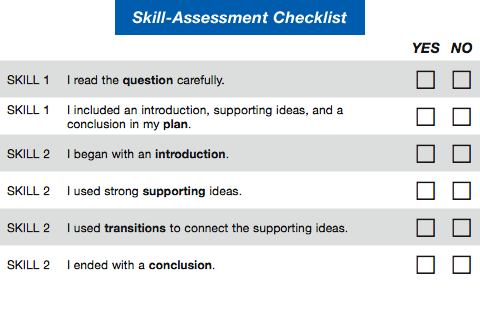 Skill-Assessment Checklist
YES NO
SKILL 1 I read the question carefully.
SKILL 1 I included an introduction, supporting ideas, and a
conclusion in my plan.
SKILL 2 I began with an introduction.
SKILL 2 I used strong supporting ideas.
SKILL 2 I used transitions to connect the supporting ideas.
SKILL 2 I ended with a conclusion.